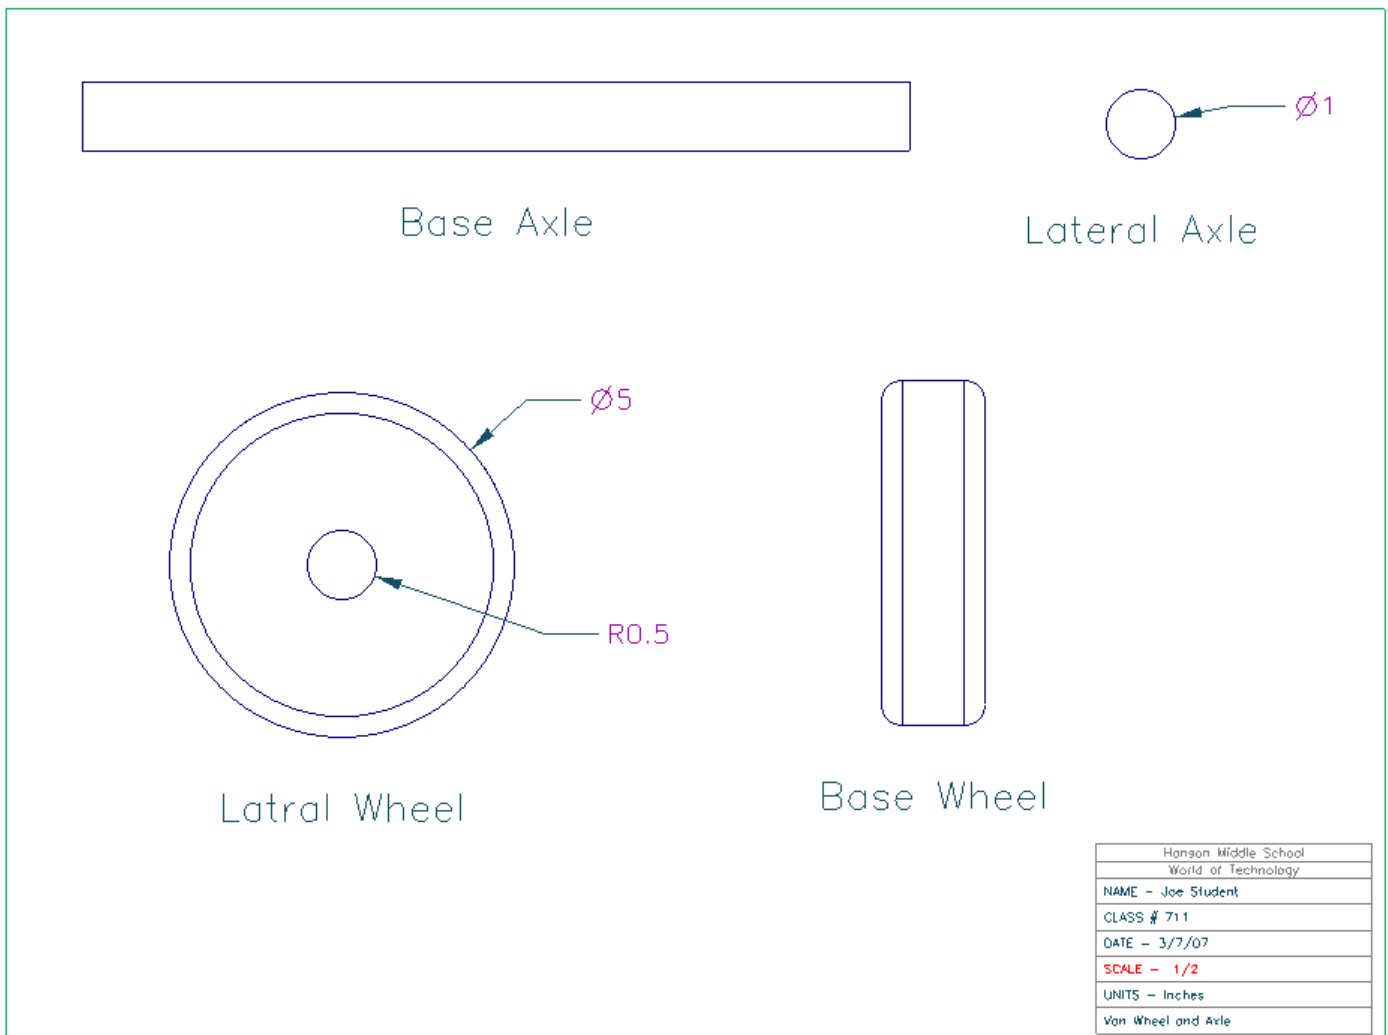 Ø1
Base Axle
Lateral Axle
Ø5
R0.5
Latral Wheel
Base Wheel
Hanson Middle School
World of Technology
NAME - Joe Student
CLASS # 711
DATE - 3/7/07
SCALE - 1/2
UNITS - Inches
Van Wheel and Axle